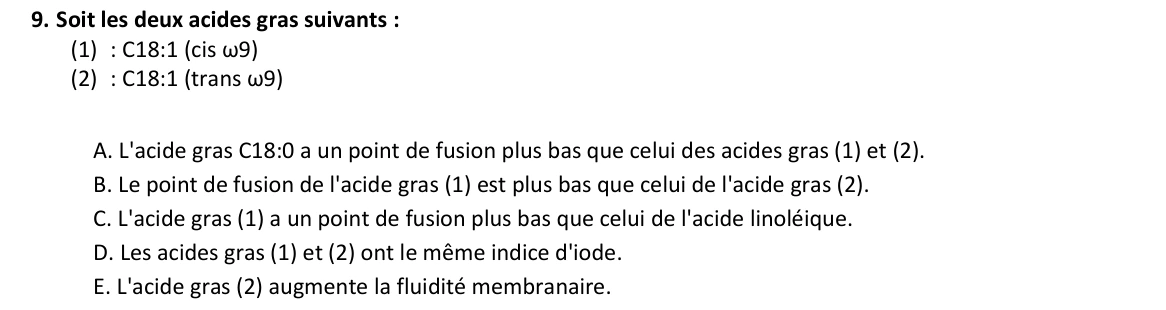 9. Soit les deux acides gras suivants :
(1) : C18:1 (cis ω9)
(2) : C18:1 (trans ω9)
A. L'acide gras C18:0 a un point de fusion plus bas que celui des acides gras (1) et (2).
B. Le point de fusion de l'acide gras (1) est plus bas que celui de l'acide gras (2).
C. L'acide gras (1) a un point de fusion plus bas que celui de l'acide linoléique.
D. Les acides gras (1) et (2) ont le même indice d'iode.
E. L'acide gras (2) augmente la fluidité membranaire.